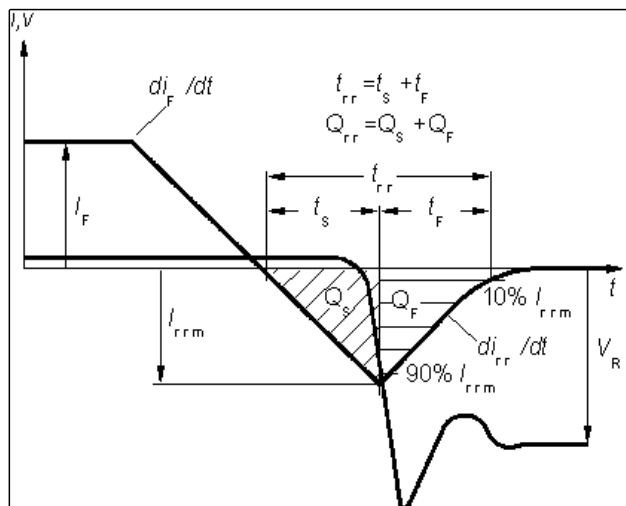 I,V
di_F /dt
t_rr = t_S + t_F
Q_rr = Q_S + Q_F
t_rr
t_S
t_F
I_F
t
Q_S
Q_F
10% I_rrm
I_rrm
di_rr /dt
V_R
90% I_rrm